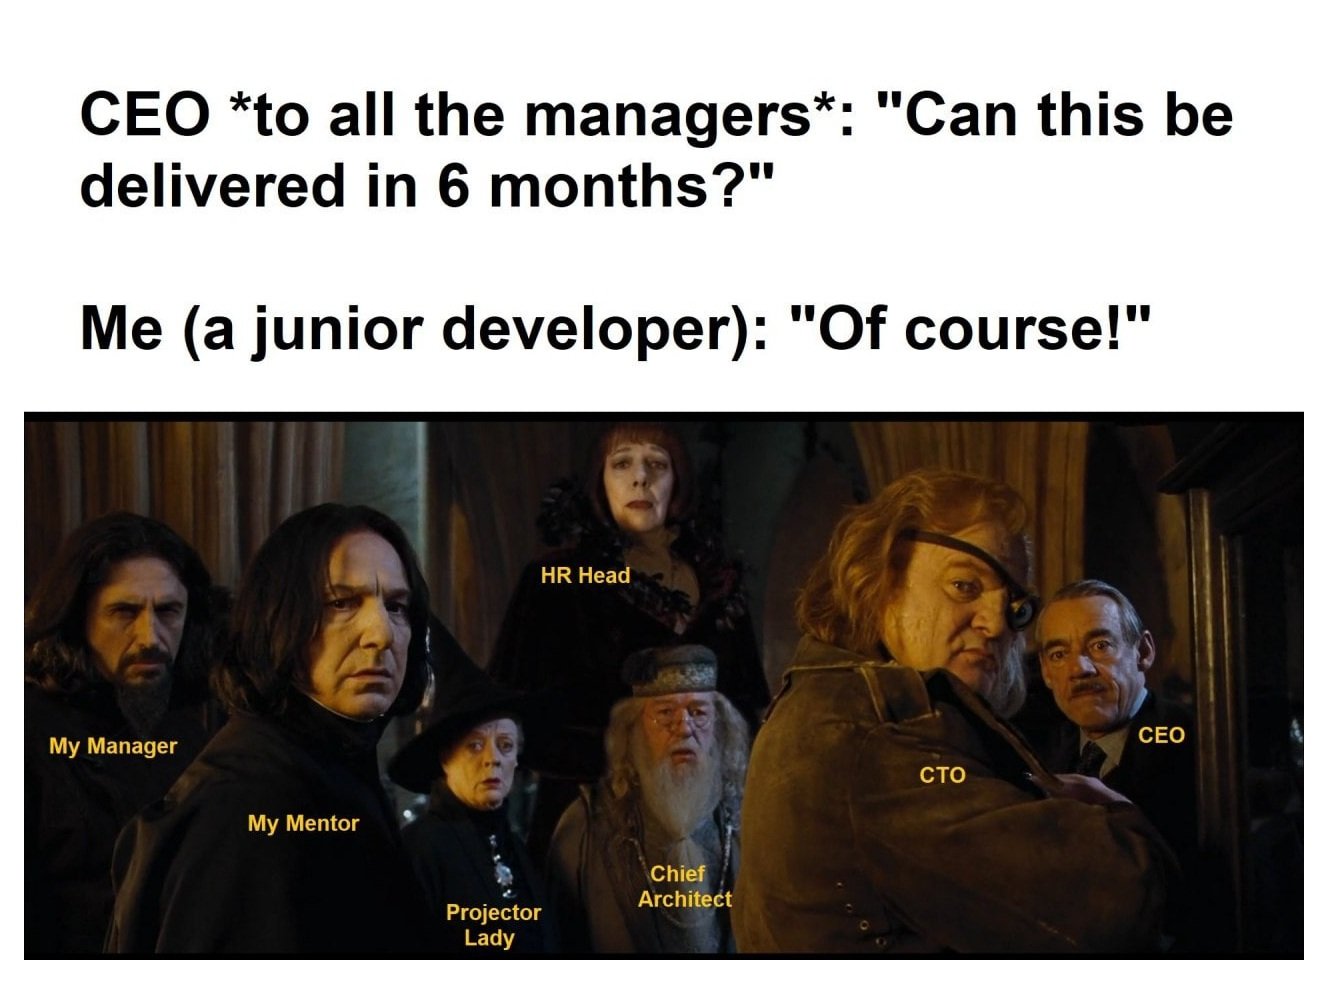 CEO *to all the managers*: "Can this be
delivered in 6 months?"
Me (a junior developer): "Of course!"
HR Head
My Manager
CEO
CTO
My Mentor
Chief
Architect
Projector
Lady